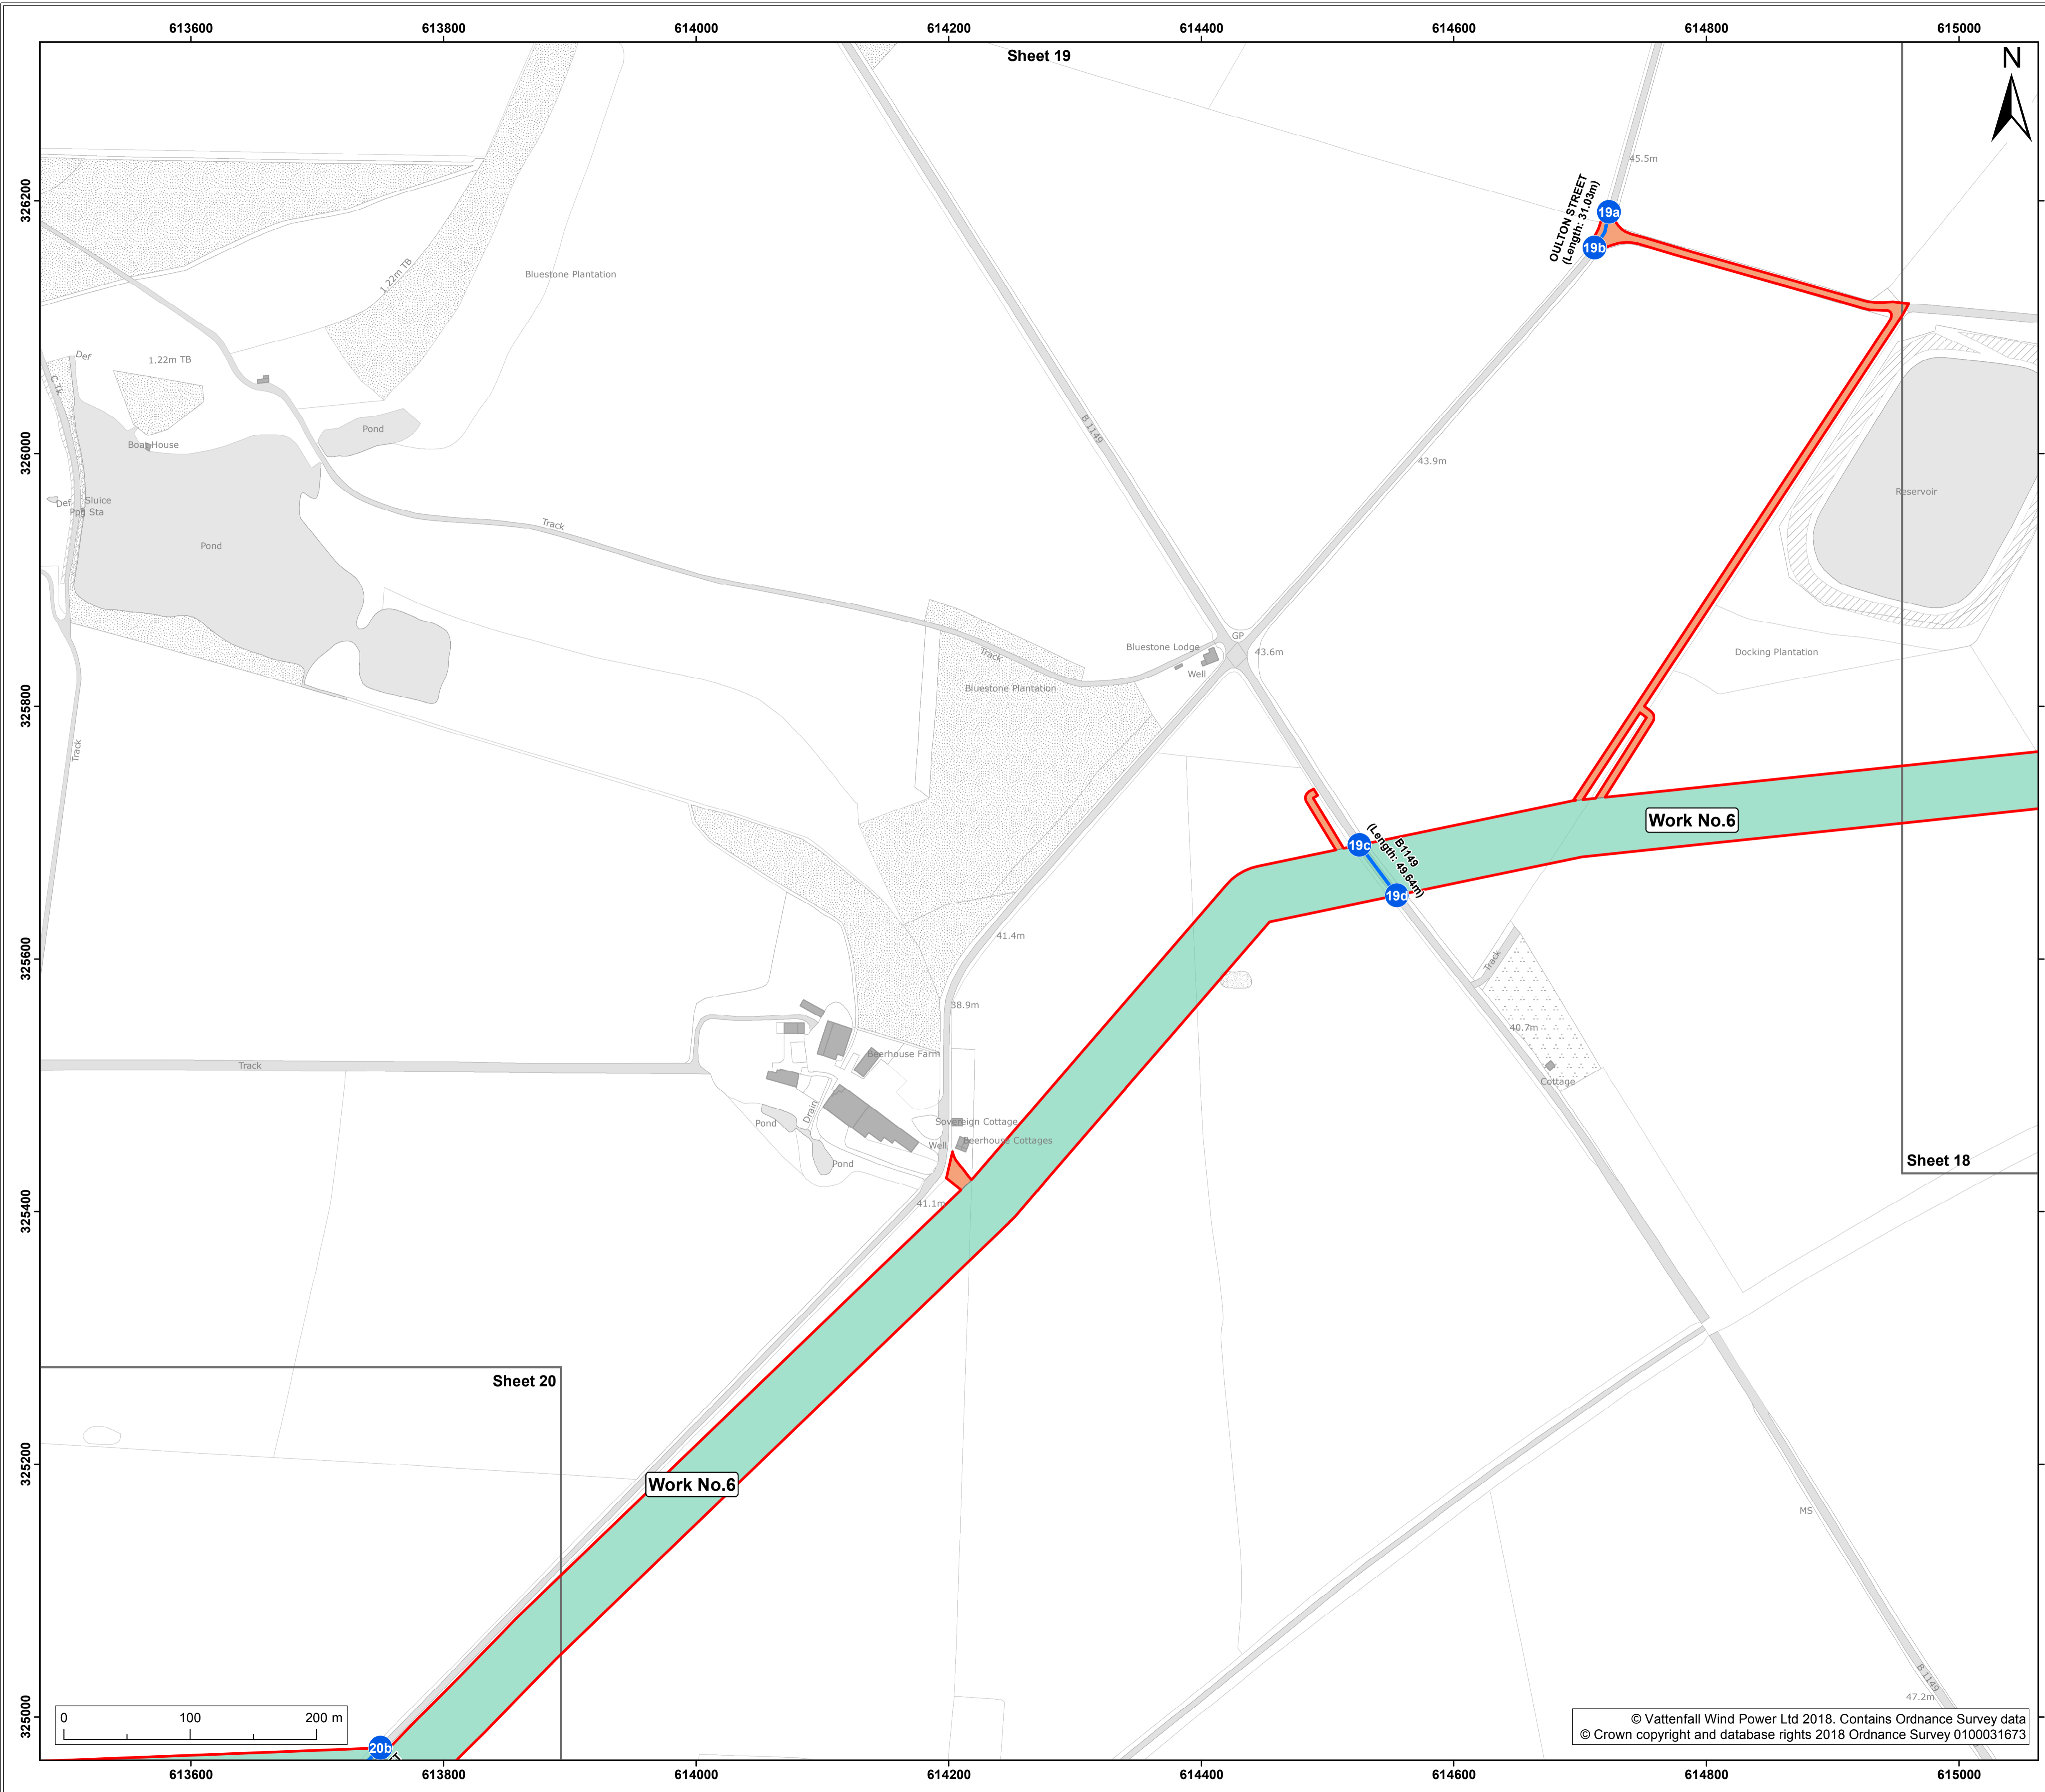 613600
613800
614000
614200
614400
614600
614800
615000
Sheet 19
N
45.5m
326200
OULTON STREET
(Length: 31.03m)
19a
19b
1.22m TB
Bluestone Plantation
Def
1.22m TB
C Tk
Pond
Boat House
B 1149
326000
43.9m
Reservoir
Def
Sluice
Ppg Sta
Track
Pond
GP
Bluestone Lodge
43.6m
Docking Plantation
Track
Well
Bluestone Plantation
325800
Track
Work No.6
19c
B1149
(Length: 49.64m)
19d
41.4m
325600
Track
38.9m
40.7m
Beerhouse Farm
Track
Cottage
Drain
Pond
Sovereign Cottage
Well
Beerhouse Cottages
Pond
Sheet 18
41.1m
325400
Sheet 20
325200
Work No.6
MS
B 1149
47.2m
325000
0
100
200 m
20b
© Vattenfall Wind Power Ltd 2018. Contains Ordnance Survey data
© Crown copyright and database rights 2018 Ordnance Survey 0100031673
613600
613800
614000
614200
614400
614600
614800
615000